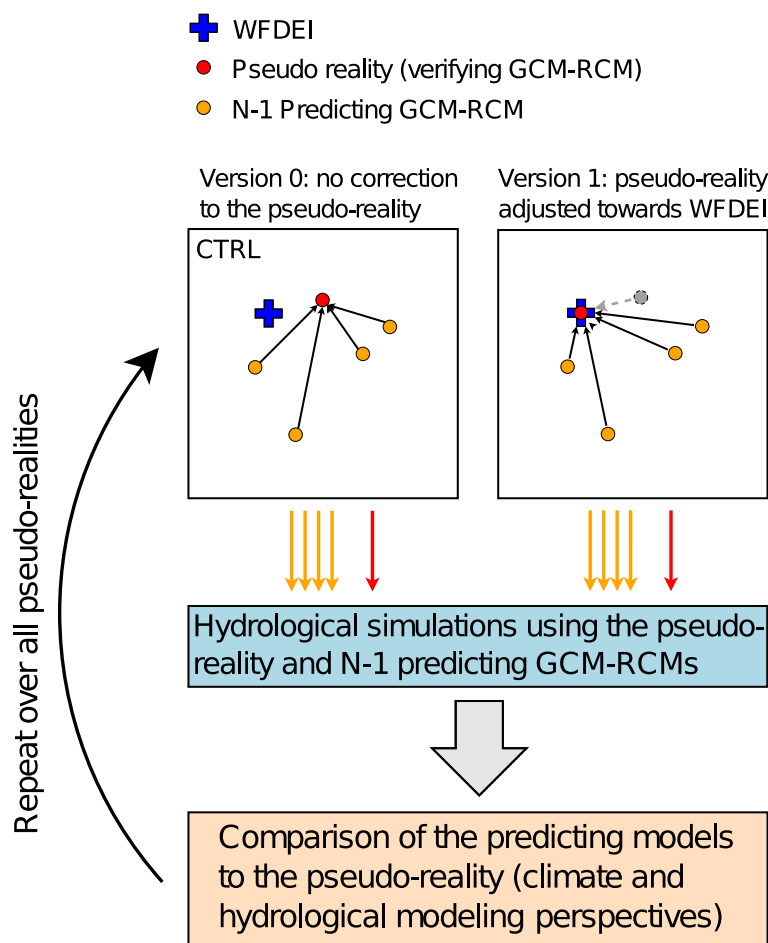 WFDEI
Pseudo reality (verifying GCM-RCM)
N-1 Predicting GCM-RCM
Version 0: no correction
to the pseudo-reality
Version 1: pseudo-reality
adjusted towards WFDEI
CTRL
Repeat over all pseudo-realities
Hydrological simulations using the pseudo-
reality and N-1 predicting GCM-RCMs
Comparison of the predicting models
to the pseudo-reality (climate and
hydrological modeling perspectives)